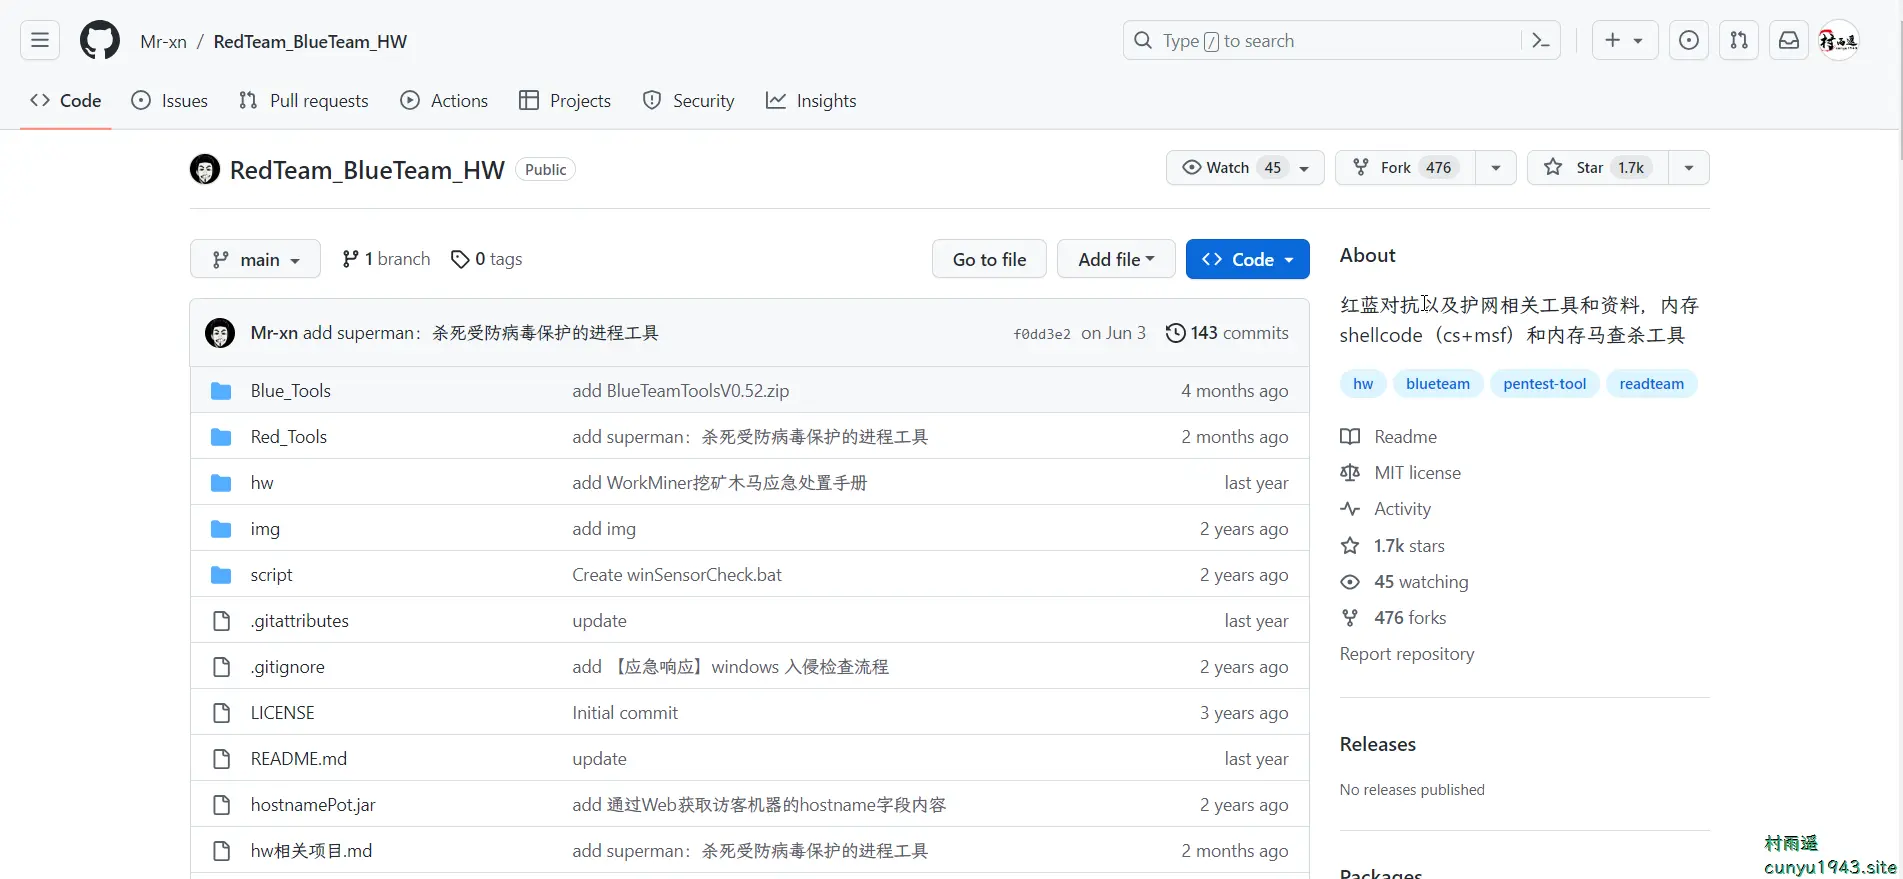 Mr-xn / RedTeam_BlueTeam_HW
Type / to search
村雨遥
Code Issues Pull requests Actions Projects Security Insights
RedTeam_BlueTeam_HW Public
Watch 45 Fork 476 Star 1.7k
main 1 branch 0 tags Go to file Add file Code
Mr-xn add superman：杀死受防病毒保护的进程工具 f0dd3e2 on Jun 3 143 commits
Blue_Tools add BlueTeamToolsV0.52.zip 4 months ago
Red_Tools add superman：杀死受防病毒保护的进程工具 2 months ago
hw add WorkMiner挖矿木马应急处置手册 last year
img add img 2 years ago
script Create winSensorCheck.bat 2 years ago
.gitattributes update last year
.gitignore add 【应急响应】windows 入侵检查流程 2 years ago
LICENSE Initial commit 3 years ago
README.md update last year
hostnamePot.jar add 通过Web获取访客机器的hostname字段内容 2 years ago
hw相关项目.md add superman：杀死受防病毒保护的进程工具 2 months ago
About
红蓝对抗以及护网相关工具和资料，内存
shellcode（cs+msf）和内存马查杀工具
hw blueteam pentest-tool readteam
Readme
MIT license
Activity
1.7k stars
45 watching
476 forks
Report repository
Releases
No releases published
Packages
村雨遥
cunyu1943.site